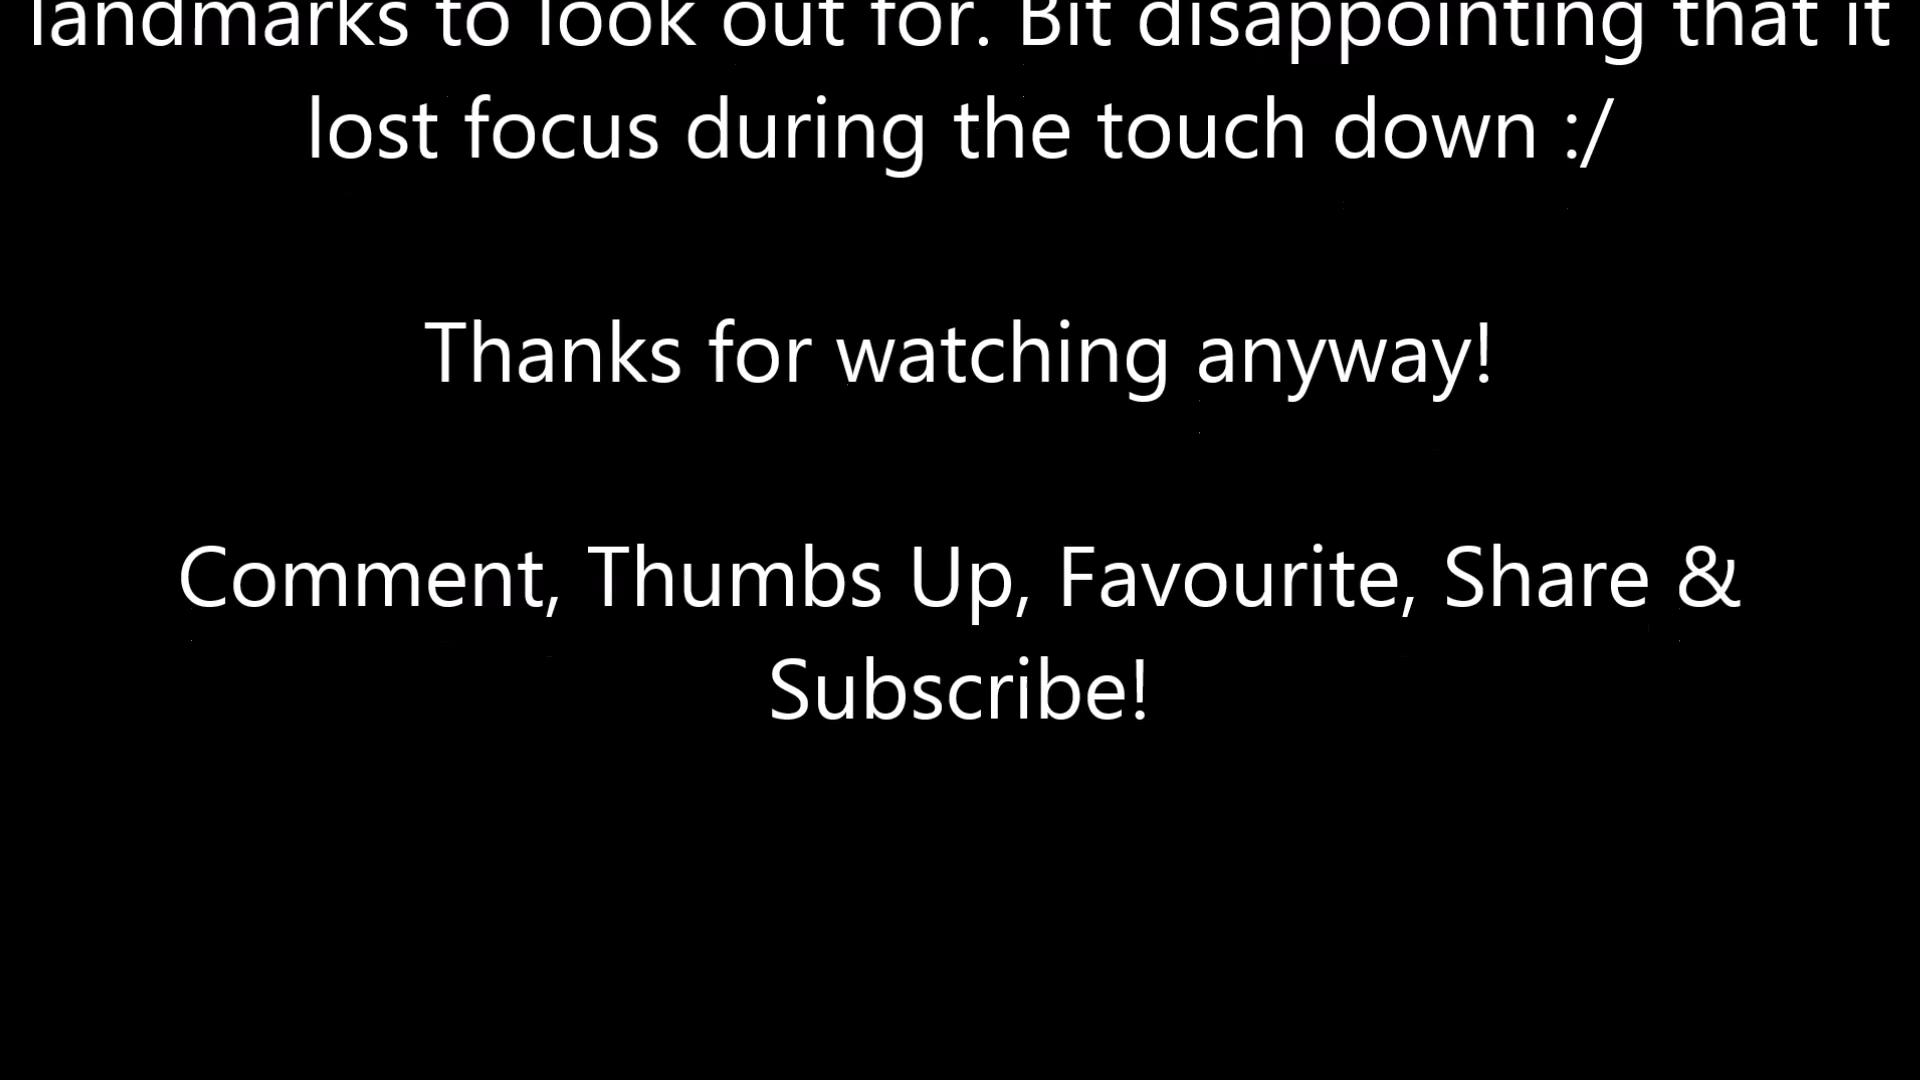 landmarks to look out for. Bit disappointing that it
lost focus during the touch down :/
Thanks for watching anyway!
Comment, Thumbs Up, Favourite, Share &
Subscribe!